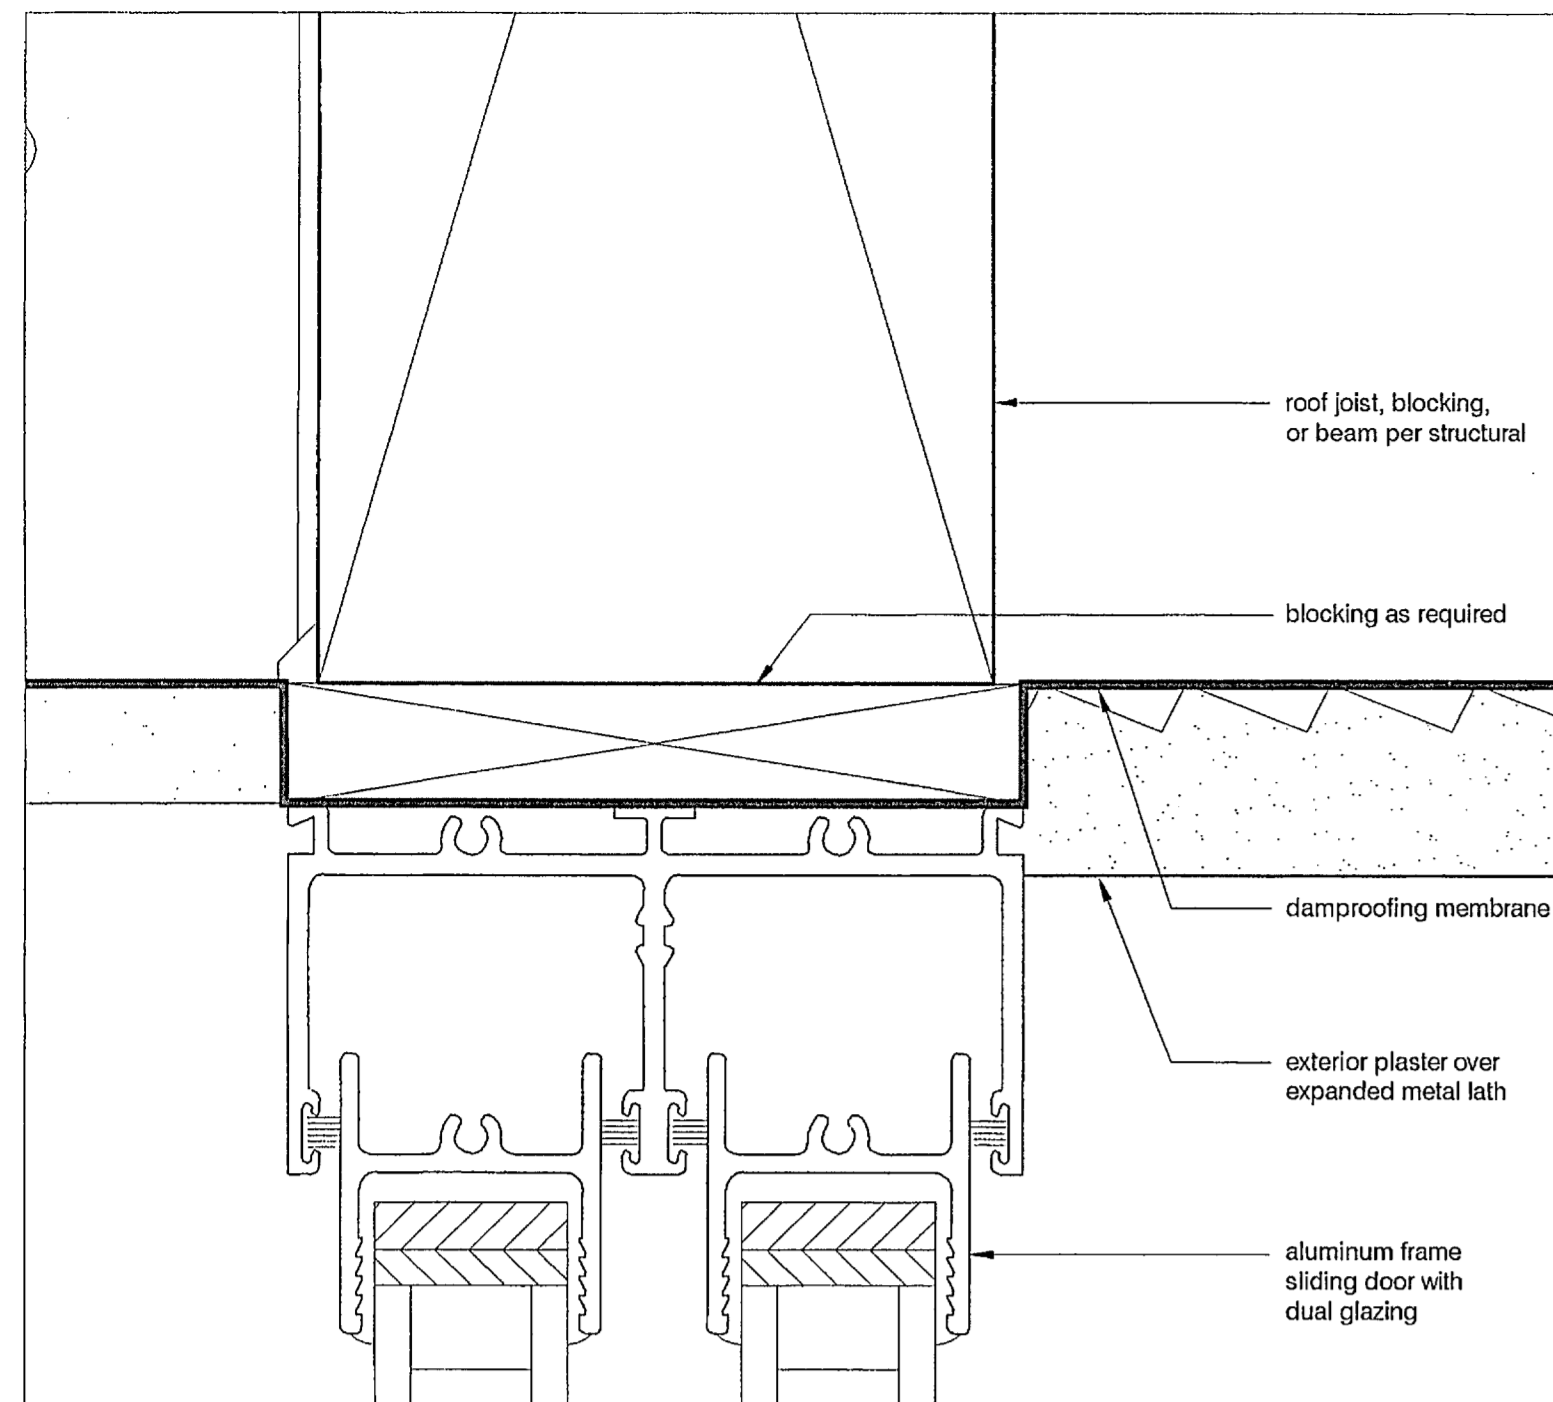 roof joist, blocking,
or beam per structural
blocking as required
damproofing membrane
exterior plaster over
expanded metal lath
aluminum frame
sliding door with
dual glazing